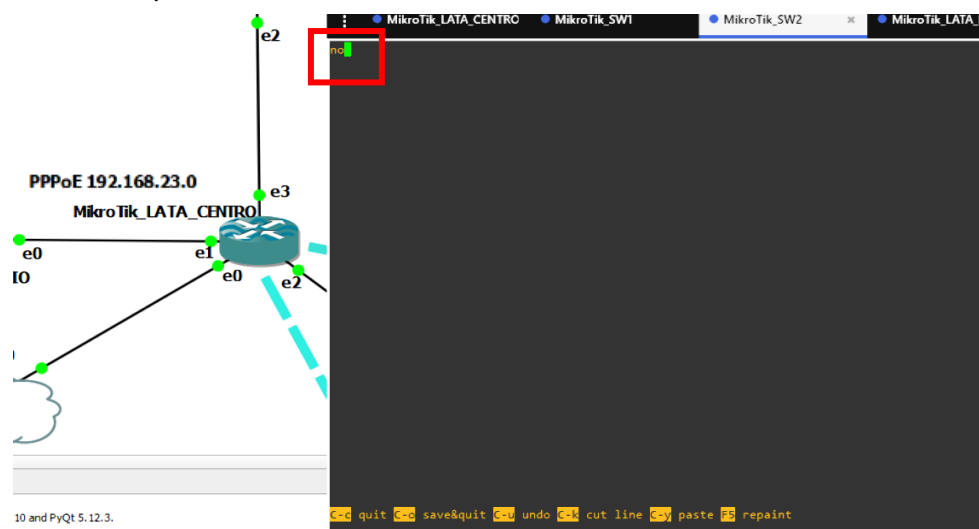 MikroTik_LATA_CENTRO MikroTik_SW1 MikroTik_SW2 × MikroTik_LATA_
e2
no
PPPoE 192.168.23.0
e3
MikroTik_LATA_CENTRO
e0
e1
IO
e0
e2
10 and PyQt 5.12.3.
C-c quit C-o save&quit C-u undo C-k cut line C-y paste F5 repaint